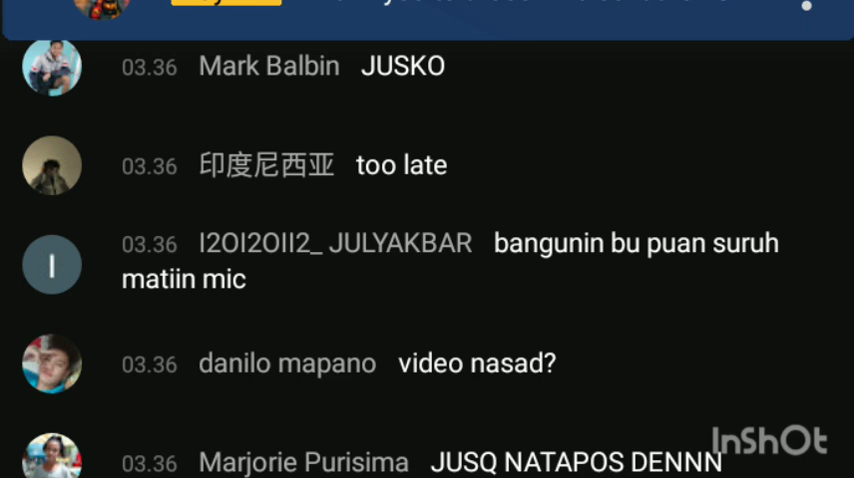 03.36 Mark Balbin JUSKO
03.36 印度尼西亚 too late
03.36 I2OI2OII2_ JULYAKBAR bangunin bu puan suruh
matiin mic
I
03.36 danilo mapano video nasad?
03.36 Marjorie Purisima JUSQ NATAPOS DENNN
InShOt